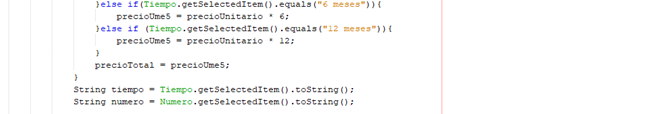 }else if(Tiempo.getSelectedItem().equals("6 meses")){
precioUme5 = precioUnitario * 6;
}else if (Tiempo.getSelectedItem().equals("12 meses")){
precioUme5 = precioUnitario * 12;
}
precioTotal = precioUme5;
}
String tiempo = Tiempo.getSelectedItem().toString();
String numero = Numero.getSelectedItem().toString();